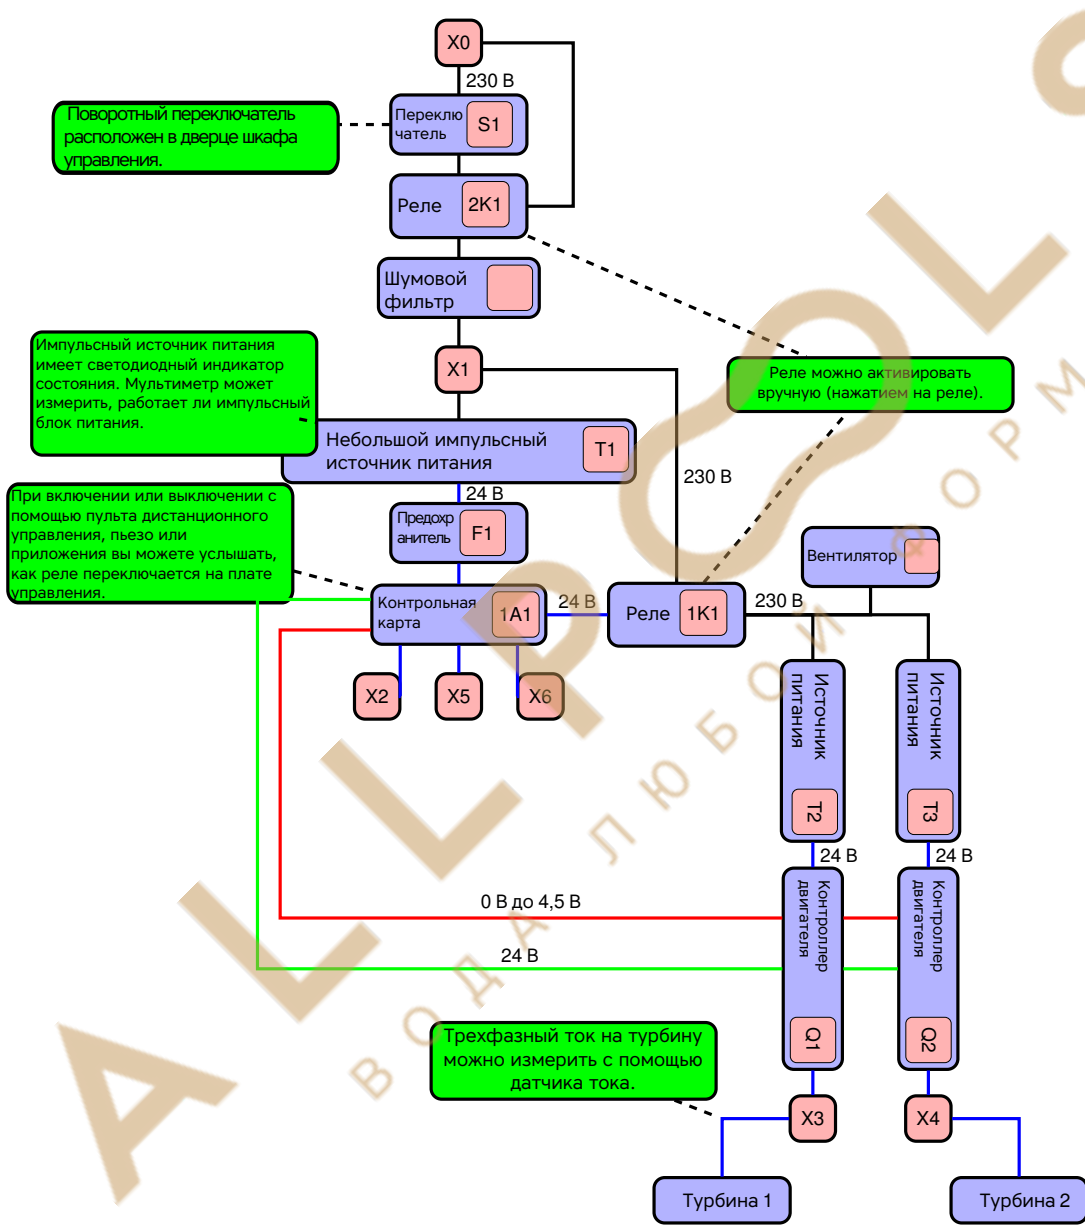 X0
230 В
Поворотный переключатель
расположен в дверце шкафа
управления.
Переклю
чатель
S1
Реле
2K1
Шумовой
фильтр
Импульсный источник питания
имеет светодиодный индикатор
состояния. Мультиметр может
измерить, работает ли импульсный
блок питания.
X1
Реле можно активировать
вручную (нажатием на реле).
Небольшой импульсный
источник питания
T1
230 В
24 В
При включении или выключении с
помощью пульта дистанционного
управления, пьезо или
приложения вы можете услышать,
как реле переключается на плате
управления.
Предохр
анитель
F1
Вентилятор
Контрольная
карта
1A1
24 В
Реле
1K1
230 В
X2
X5
X6
Источник
питания
T2
Источник
питания
T3
24 В
24 В
0 В до 4,5 В
24 В
Контроллер
двигателя
Q1
Контроллер
двигателя
Q2
Трехфазный ток на турбину
можно измерить с помощью
датчика тока.
X3
X4
Турбина 1
Турбина 2
ALLPOLS
ВОДА ЛЮБОЙ ФОРМ